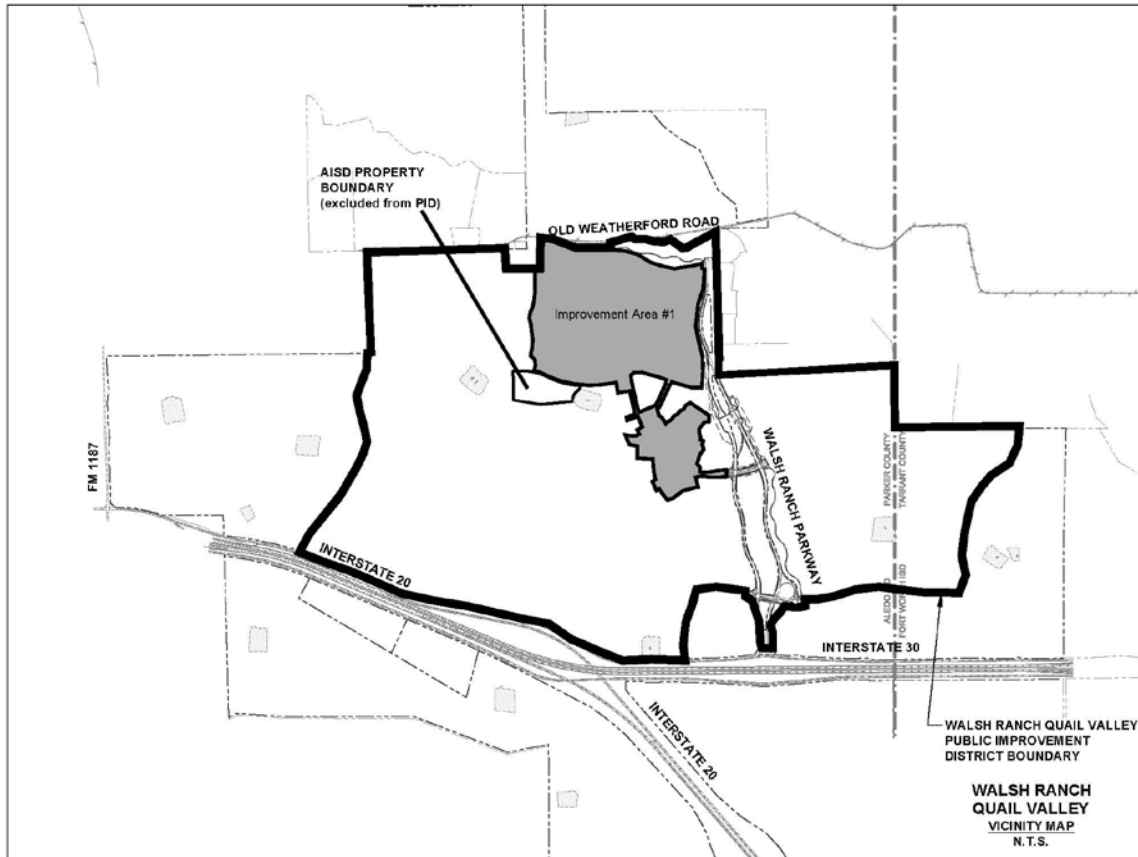 AISD PROPERTY
BOUNDARY
(excluded from PID)
OLD WEATHERFORD ROAD
Improvement Area #1
FM 1187
WALSH RANCH PARKWAY
PARKER COUNTY
TARRANT COUNTY
INTERSTATE 20
ALEDO ISD
FORT WORTH ISD
INTERSTATE 30
INTERSTATE 20
WALSH RANCH QUAIL VALLEY
PUBLIC IMPROVEMENT
DISTRICT BOUNDARY
WALSH RANCH
QUAIL VALLEY
VICINITY MAP
N.T.S.